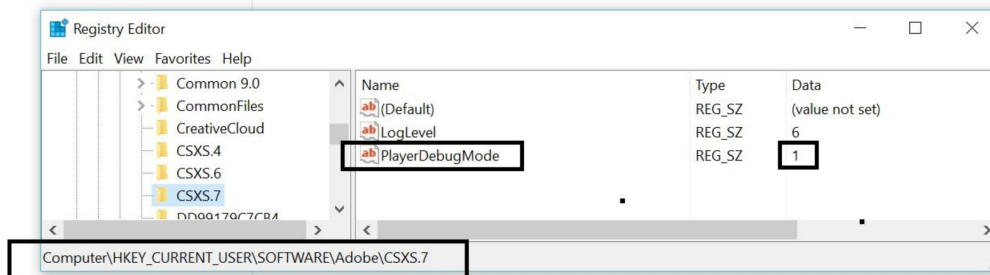 Registry Editor
File Edit View Favorites Help
Common 9.0
CommonFiles
CreativeCloud
CSXS.4
CSXS.6
CSXS.7
DD99179C7CB4
Name Type Data
(Default) REG_SZ (value not set)
LogLevel REG_SZ 6
PlayerDebugMode REG_SZ 1
Computer\HKEY_CURRENT_USER\SOFTWARE\Adobe\CSXS.7